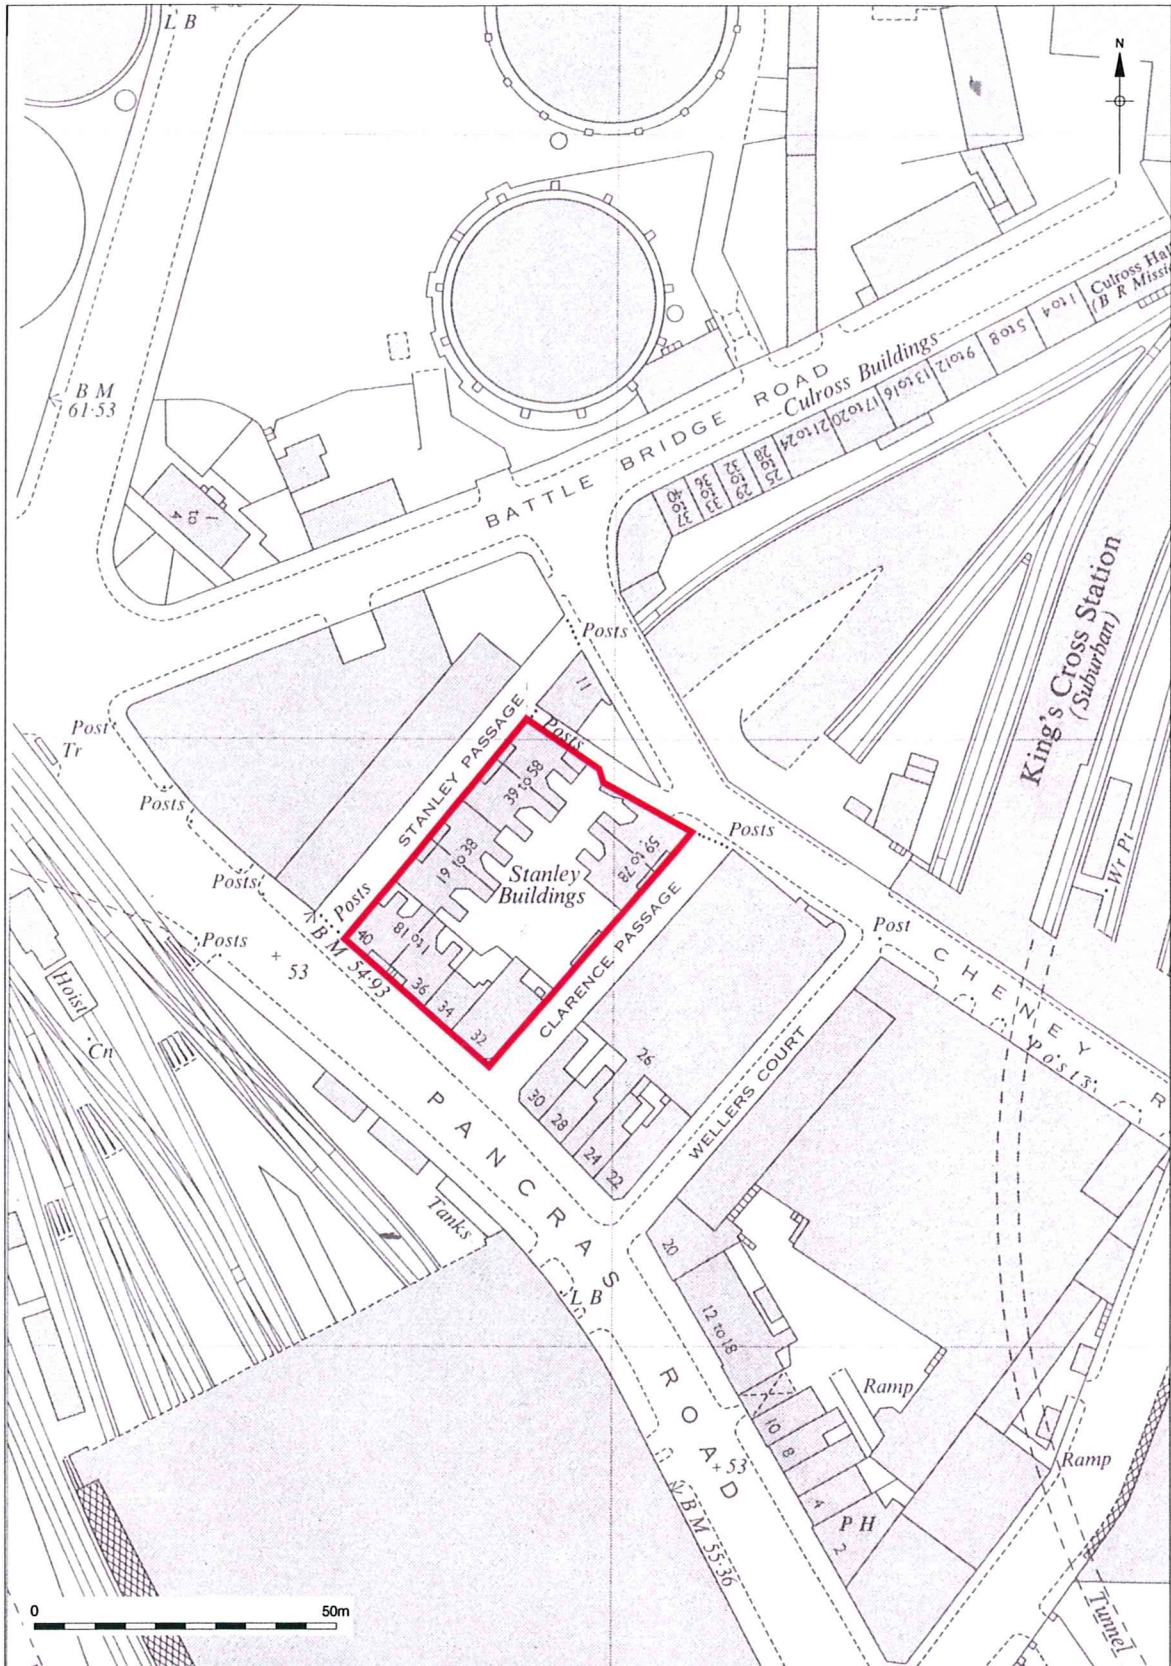 L B
N
B M
61·53
Culross Hal
(B R Missi
1 to 4
5 to 8
9 to 12
13 to 16
17 to 20
21 to 24
25 to 28
29 to 32
33 to 36
37 to 40
Culross Buildings
BATTLE BRIDGE ROAD
1 to 4
King's Cross Station
(Suburban)
Posts
11
Post
Tr
Posts
STANLEY PASSAGE
Posts
39 to 58
Posts
59 to 78
19 to 38
Stanley
Buildings
Wr Pt
Posts
Posts
Posts
B M 54·93
40
1 to 18
36
34
32
CLARENCE PASSAGE
Post
CHENEY R
Posts
+ 53
Hoist
Cn
26
30
28
24
22
WELLERS COURT
PANCRAS ROAD
Tanks
L B
20
12 to 18
Ramp
10
8
4
P H
2
+ 53
B M 55·36
Ramp
Tunnel
0 50m